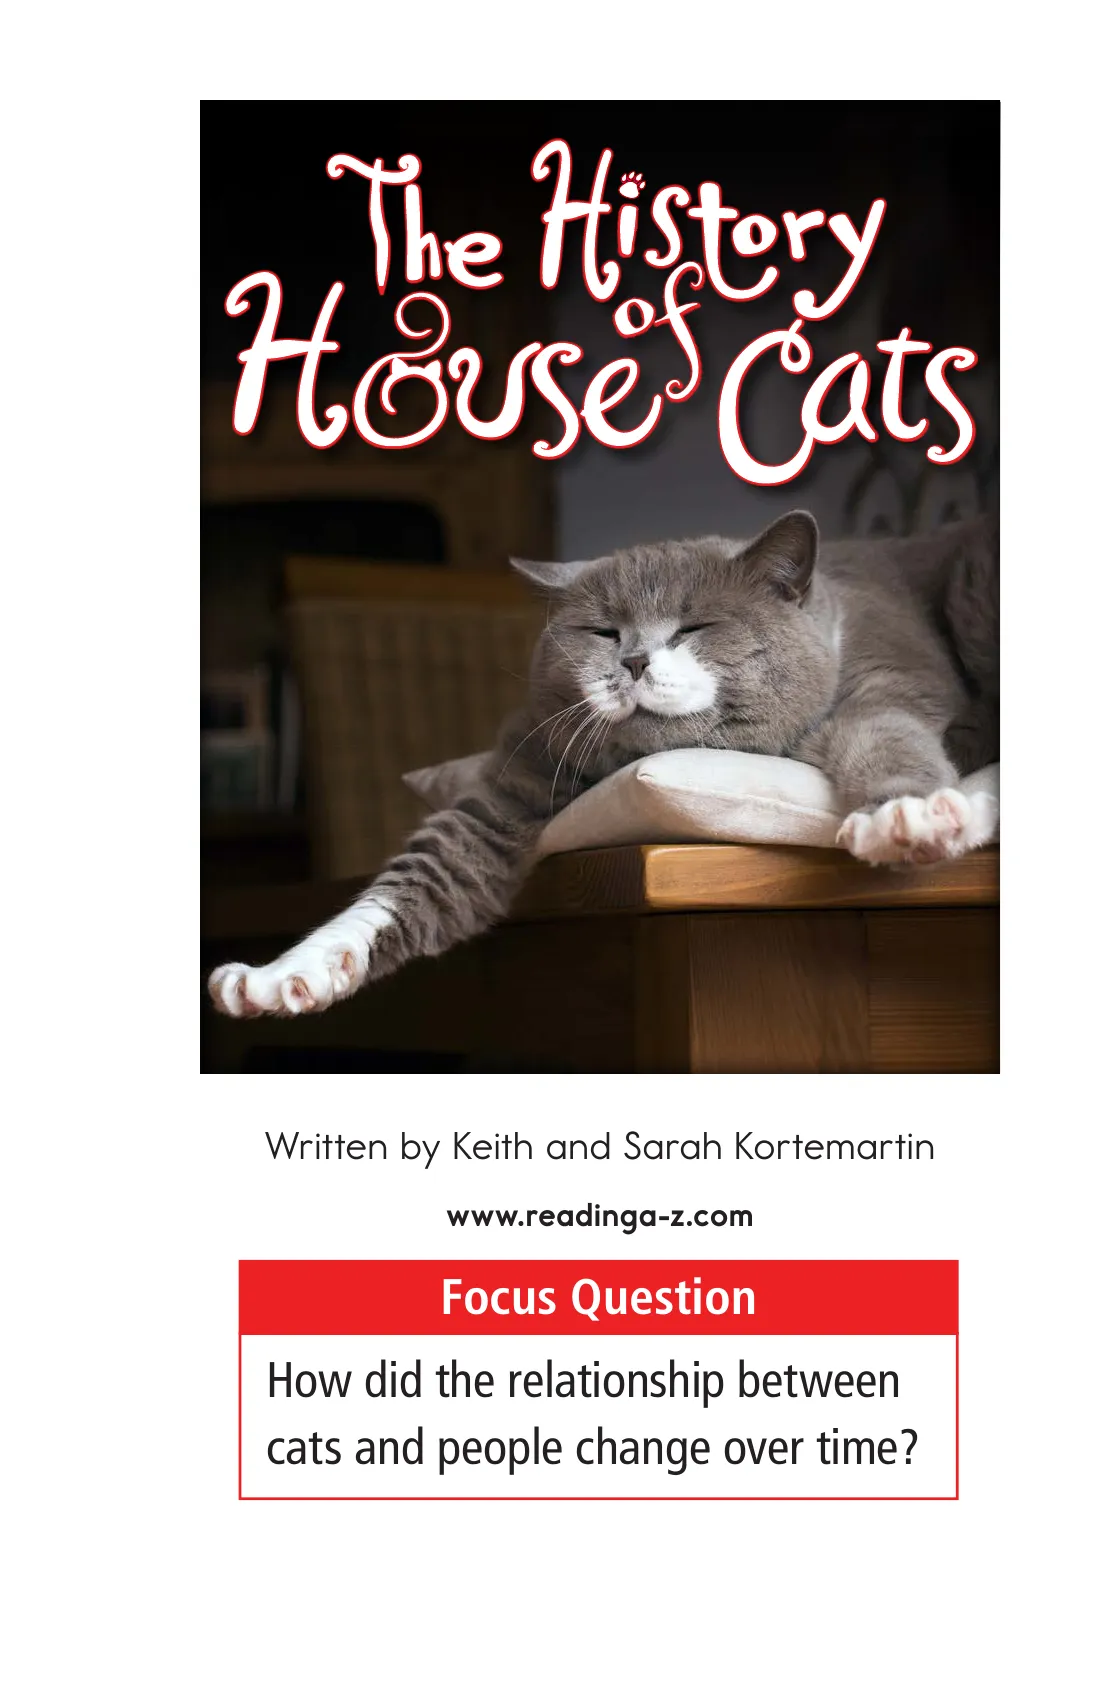 The History
of
House Cats
Written by Keith and Sarah Kortemartin
www.readinga-z.com
Focus Question
How did the relationship between
cats and people change over time?